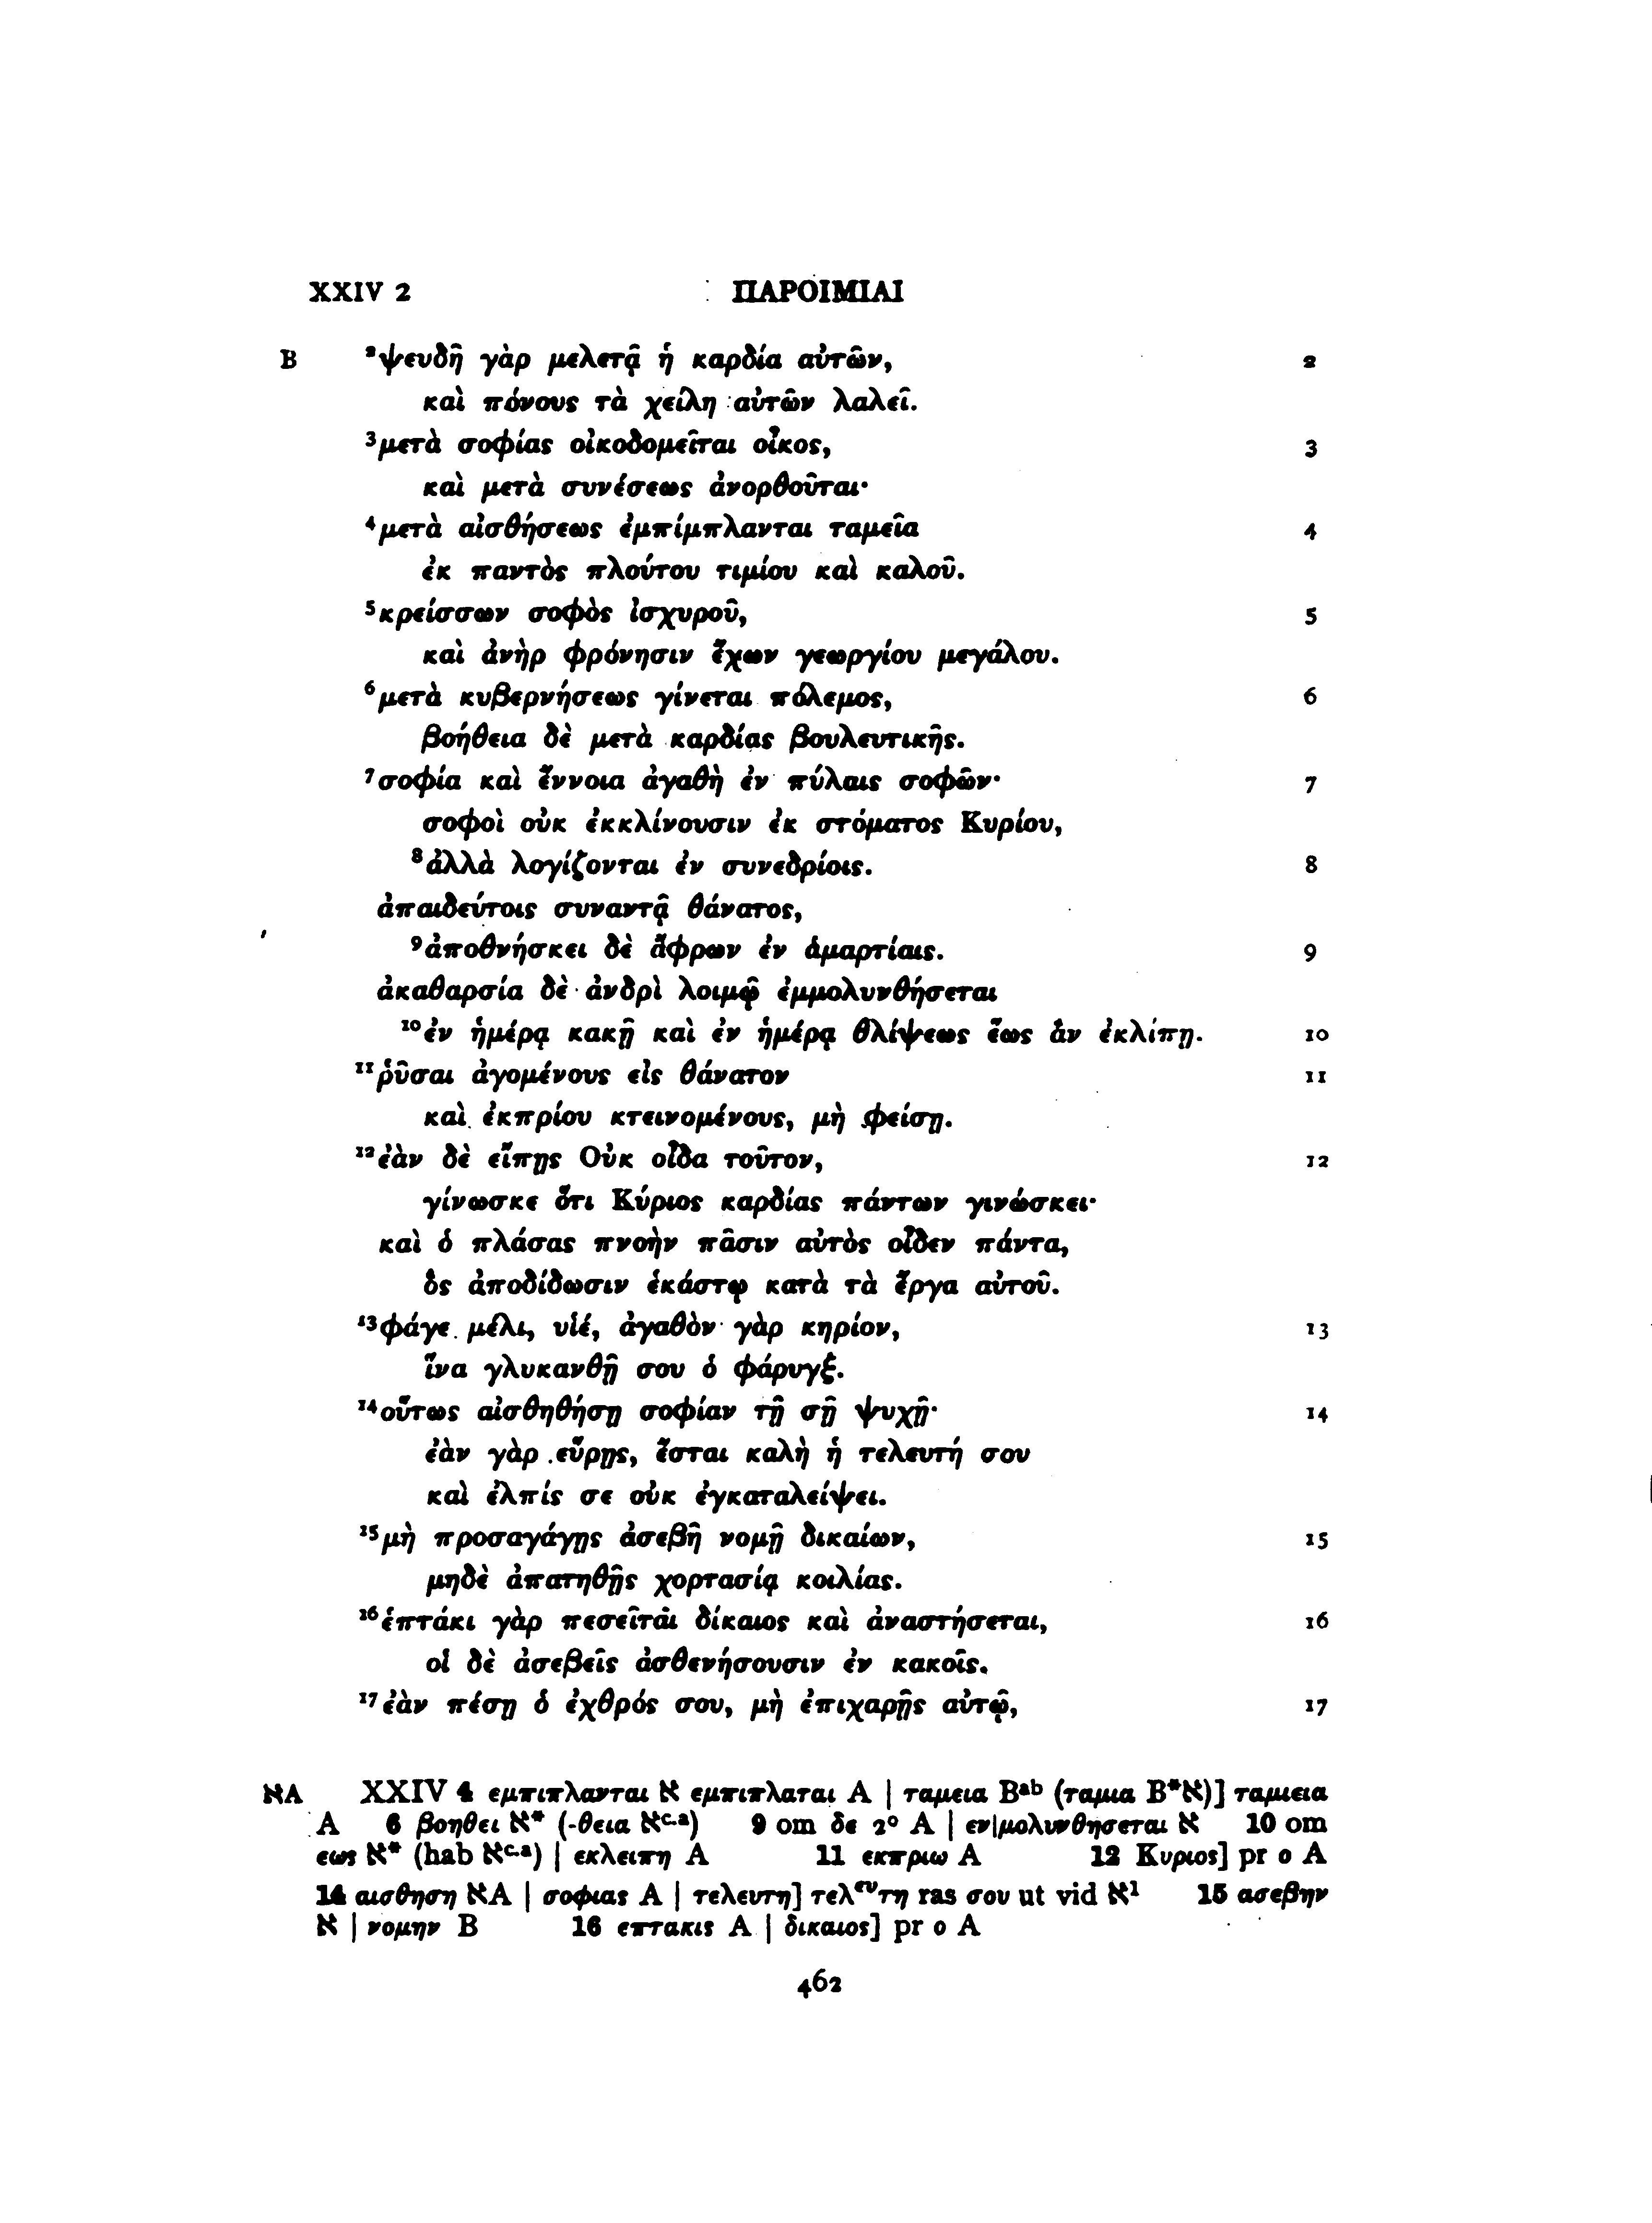 XXIV 2 ΠΑΡΟΙΜΙΑΙ
B ²ψευδῆ γὰρ μελετᾷ ἡ καρδία αὐτῶν, 2
καὶ πόνους τὰ χείλη αὐτῶν λαλεῖ.
³μετὰ σοφίας οἰκοδομεῖται οἶκος, 3
καὶ μετὰ συνέσεως ἀνορθοῦται·
⁴μετὰ αἰσθήσεως ἐμπίμπλανται ταμεῖα 4
ἐκ παντὸς πλούτου τιμίου καὶ καλοῦ.
⁵κρείσσων σοφὸς ἰσχυροῦ, 5
καὶ ἀνὴρ φρόνησιν ἔχων γεωργίου μεγάλου.
⁶μετὰ κυβερνήσεως γίνεται πόλεμος, 6
βοήθεια δὲ μετὰ καρδίας βουλευτικῆς.
⁷σοφία καὶ ἔννοια ἀγαθὴ ἐν πύλαις σοφῶν· 7
σοφοὶ οὐκ ἐκκλίνουσιν ἐκ στόματος Κυρίου,
⁸ἀλλὰ λογίζονται ἐν συνεδρίοις. 8
ἀπαιδεύτοις συναντᾷ θάνατος,
⁹ἀποθνήσκει δὲ ἄφρων ἐν ἁμαρτίαις. 9
ἀκαθαρσία δὲ ἀνδρὶ λοιμῷ ἐμμολυνθήσεται
¹⁰ἐν ἡμέρᾳ κακῇ καὶ ἐν ἡμέρᾳ θλίψεως ἕως ἂν ἐκλίπῃ. 10
¹¹ῥῦσαι ἀγομένους εἰς θάνατον 11
καὶ ἐκπρίου κτεινομένους, μὴ φείσῃ.
¹²ἐὰν δὲ εἴπῃς Οὐκ οἶδα τοῦτον, 12
γίνωσκε ὅτι Κύριος καρδίας πάντων γινώσκει·
καὶ ὁ πλάσας πνοὴν πᾶσιν αὐτὸς οἶδεν πάντα,
ὃς ἀποδίδωσιν ἑκάστῳ κατὰ τὰ ἔργα αὐτοῦ.
¹³φάγε μέλι, υἱέ, ἀγαθὸν γὰρ κηρίον, 13
ἵνα γλυκανθῇ σου ὁ φάρυγξ.
¹⁴οὕτως αἰσθηθήσῃ σοφίαν τῇ σῇ ψυχῇ· 14
ἐὰν γὰρ εὕρῃς, ἔσται καλὴ ἡ τελευτή σου
καὶ ἐλπίς σε οὐκ ἐγκαταλείψει.
¹⁵μὴ προσαγάγῃς ἀσεβῆ νομῇ δικαίων, 15
μηδὲ ἀπατηθῇς χορτασίᾳ κοιλίας.
¹⁶ἑπτάκι γὰρ πεσεῖται δίκαιος καὶ ἀναστήσεται, 16
οἱ δὲ ἀσεβεῖς ἀσθενήσουσιν ἐν κακοῖς.
¹⁷ἐὰν πέσῃ ὁ ἐχθρός σου, μὴ ἐπιχαρῇς αὐτῷ, 17
ℵA XXIV 4 εμπιπλανται ℵ εμπιπλαται A | ταμεια Bᵃᵇ (ταμια B*ℵ)] ταμιεια
A 6 βοηθει ℵ* (-θεια ℵᶜ·ᵃ) 9 om δε 2° A | εν|μολυνθησεται ℵ 10 om
εως ℵ* (hab ℵᶜ·ᵃ) | εκλειπη A 11 εκπριω A 12 Κυριος] pr ο A
14 αισθηση ℵA | σοφιας A | τελευτη] τελᵉᵘτη ras σου ut vid ℵ¹ 15 ασεβην
ℵ | νομην B 16 επτακις A | δικαιος] pr ο A
462